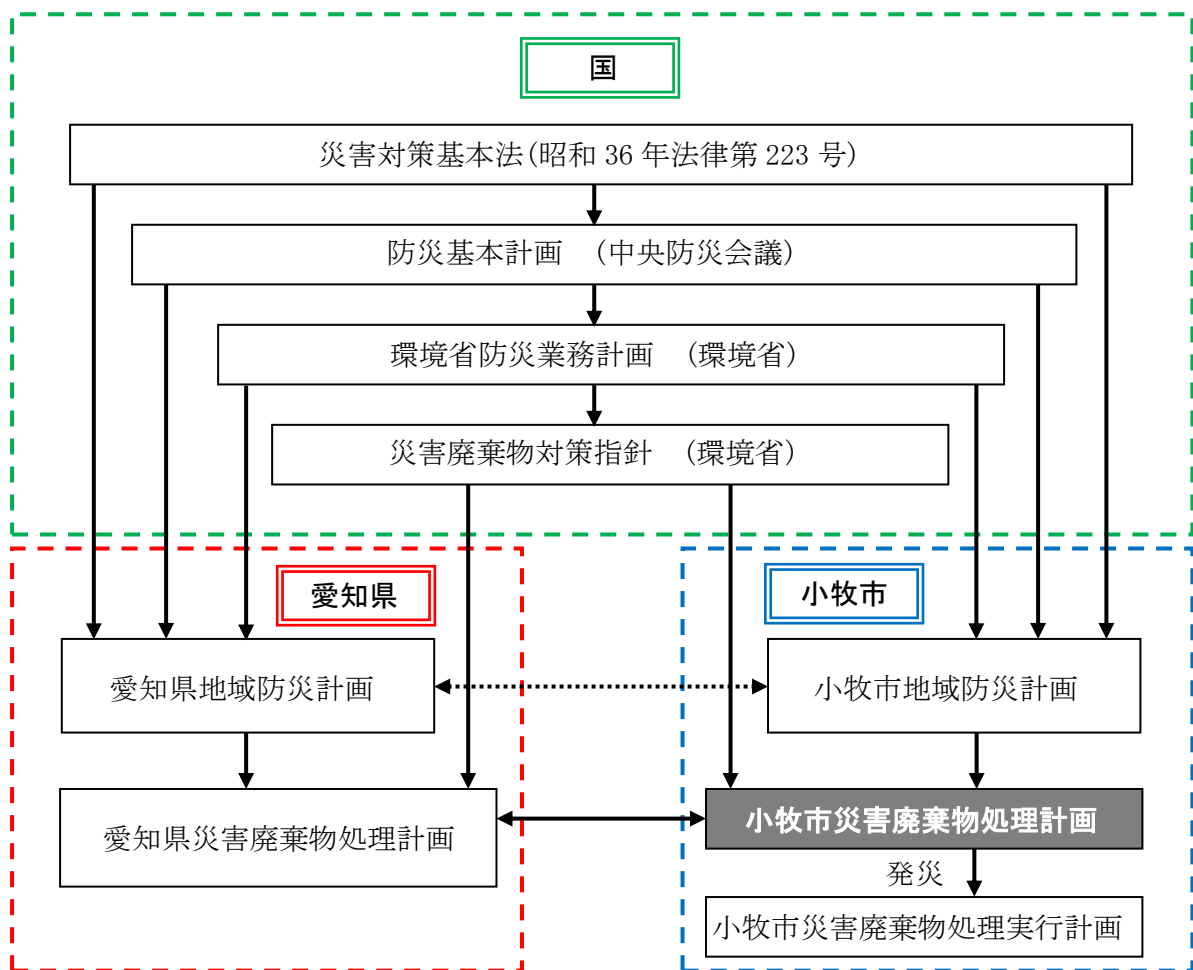 国
災害対策基本法(昭和 36 年法律第 223 号)
防災基本計画 (中央防災会議)
環境省防災業務計画 (環境省)
災害廃棄物対策指針 (環境省)
愛知県
小牧市
愛知県地域防災計画
小牧市地域防災計画
愛知県災害廃棄物処理計画
小牧市災害廃棄物処理計画
発災
小牧市災害廃棄物処理実行計画